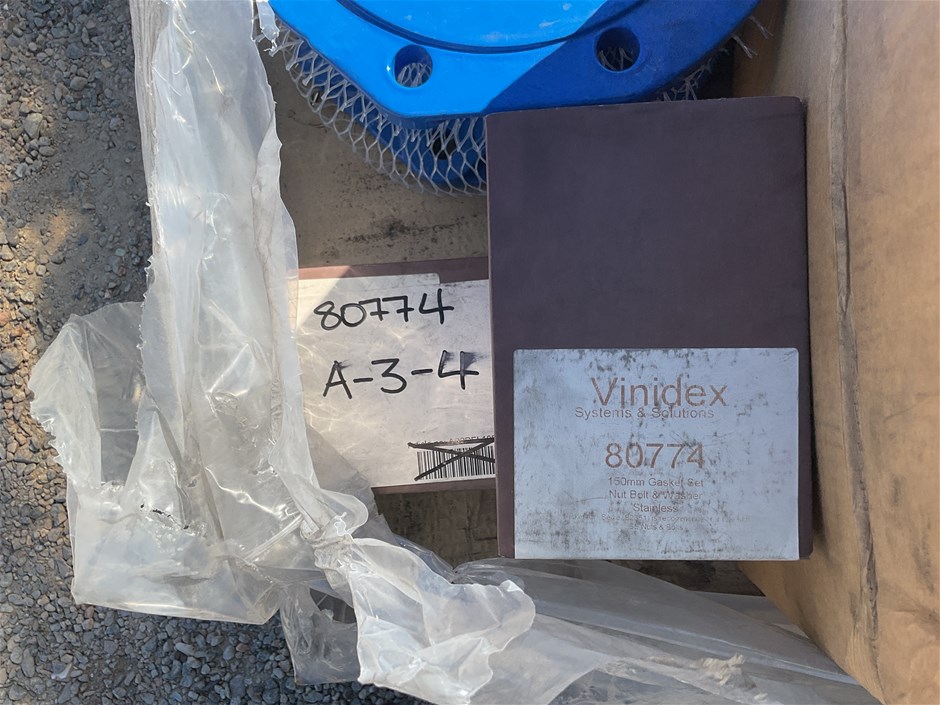 80774
A-3-4
Vinidex
Systems & Solutions
80774
150mm Gasket Set
Nut Bolt & Washer
Stainless